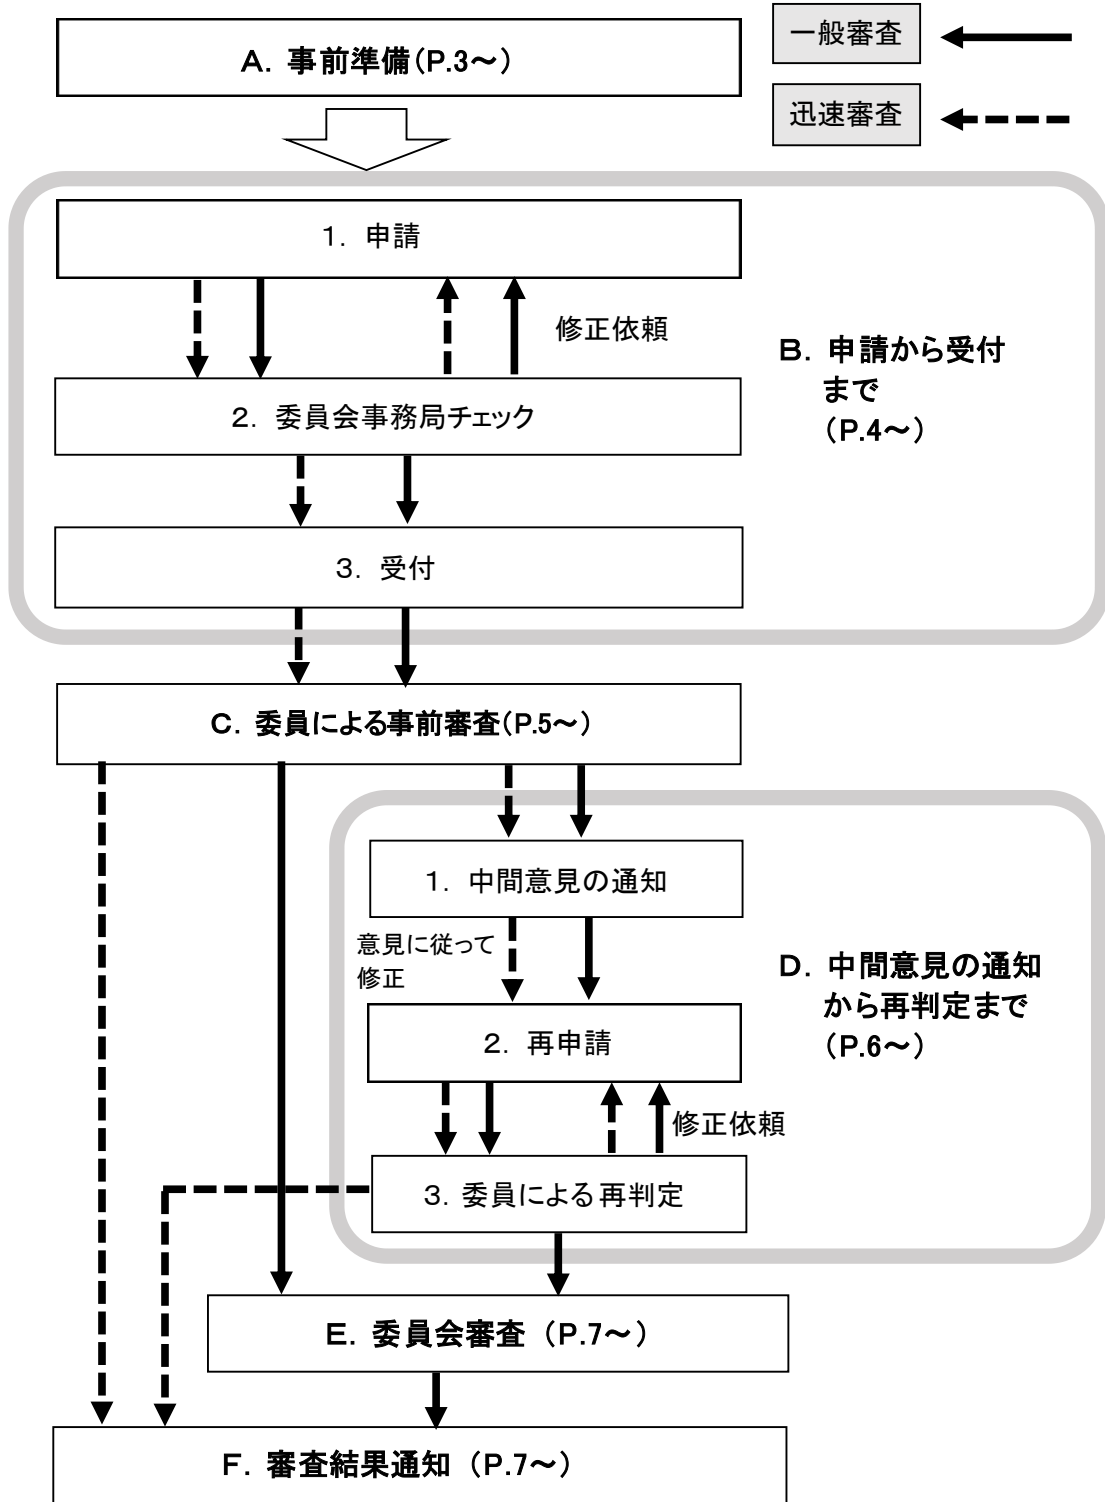 A. 事前準備(P.3~)
一般審査
迅速審査
1. 申請
修正依頼
2. 委員会事務局チェック
3. 受付
B. 申請から受付
まで
(P.4~)
C. 委員による事前審査(P.5~)
1. 中間意見の通知
意見に従って
修正
2. 再申請
修正依頼
3. 委員による再判定
D. 中間意見の通知
から再判定まで
(P.6~)
E. 委員会審査 (P.7~)
F. 審査結果通知 (P.7~)